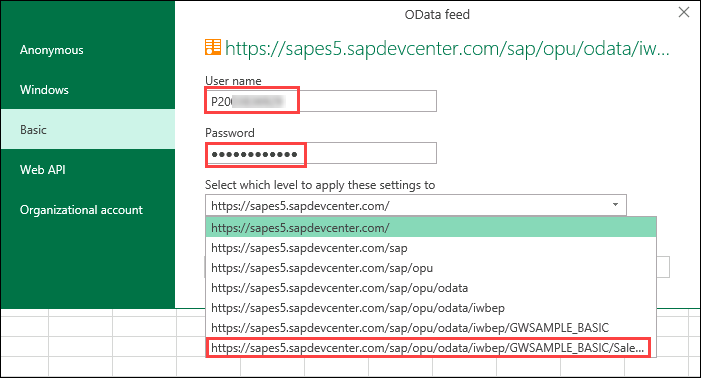 OData feed
Anonymous
Windows
Basic
Web API
Organizational account
https://sapes5.sapdevcenter.com/sap/opu/odata/iw...
User name
P20
Password
●●●●●●●●●●●●
Select which level to apply these settings to
https://sapes5.sapdevcenter.com/
https://sapes5.sapdevcenter.com/
https://sapes5.sapdevcenter.com/sap
https://sapes5.sapdevcenter.com/sap/opu
https://sapes5.sapdevcenter.com/sap/opu/odata
https://sapes5.sapdevcenter.com/sap/opu/odata/iwbep
https://sapes5.sapdevcenter.com/sap/opu/odata/iwbep/GWSAMPLE_BASIC
https://sapes5.sapdevcenter.com/sap/opu/odata/iwbep/GWSAMPLE_BASIC/Sale...